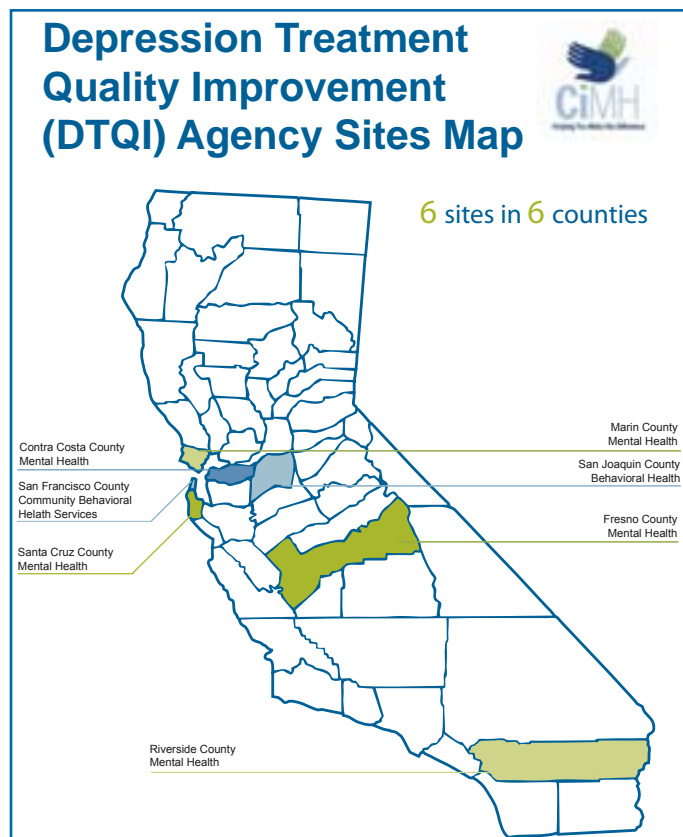 Depression Treatment
Quality Improvement
(DTQI) Agency Sites Map
CiMH
6 sites in 6 counties
Marin County
Mental Health
Contra Costa County
Mental Health
San Joaquin County
Behavioral Health
San Francisco County
Community Behavioral
Helath Services
Fresno County
Mental Health
Santa Cruz County
Mental Health
Riverside County
Mental Health